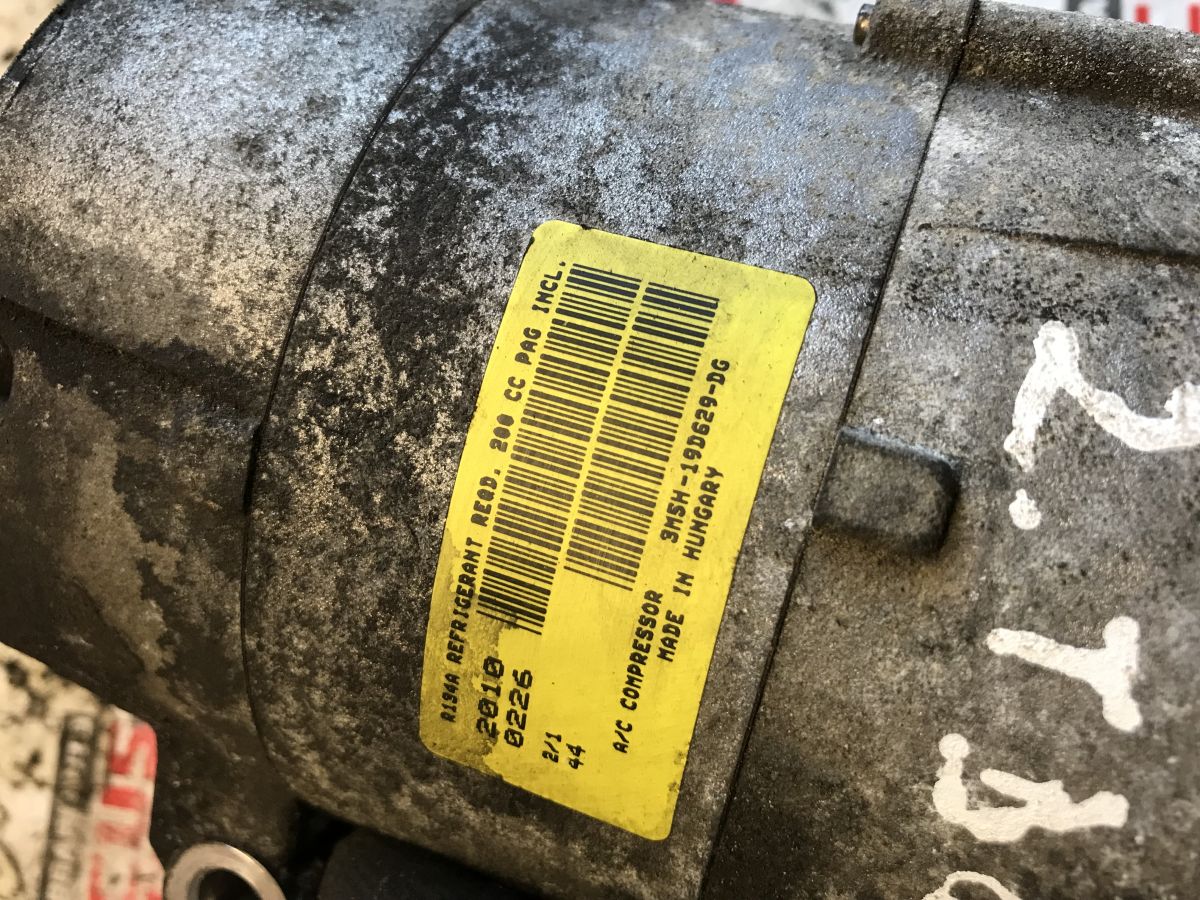 R134A REFRIGERANT REQD. 200 CC PAG INCL.
2010
0226
2/1
44
A/C COMPRESSOR
3M5H-19D629-DG
MADE IN HUNGARY